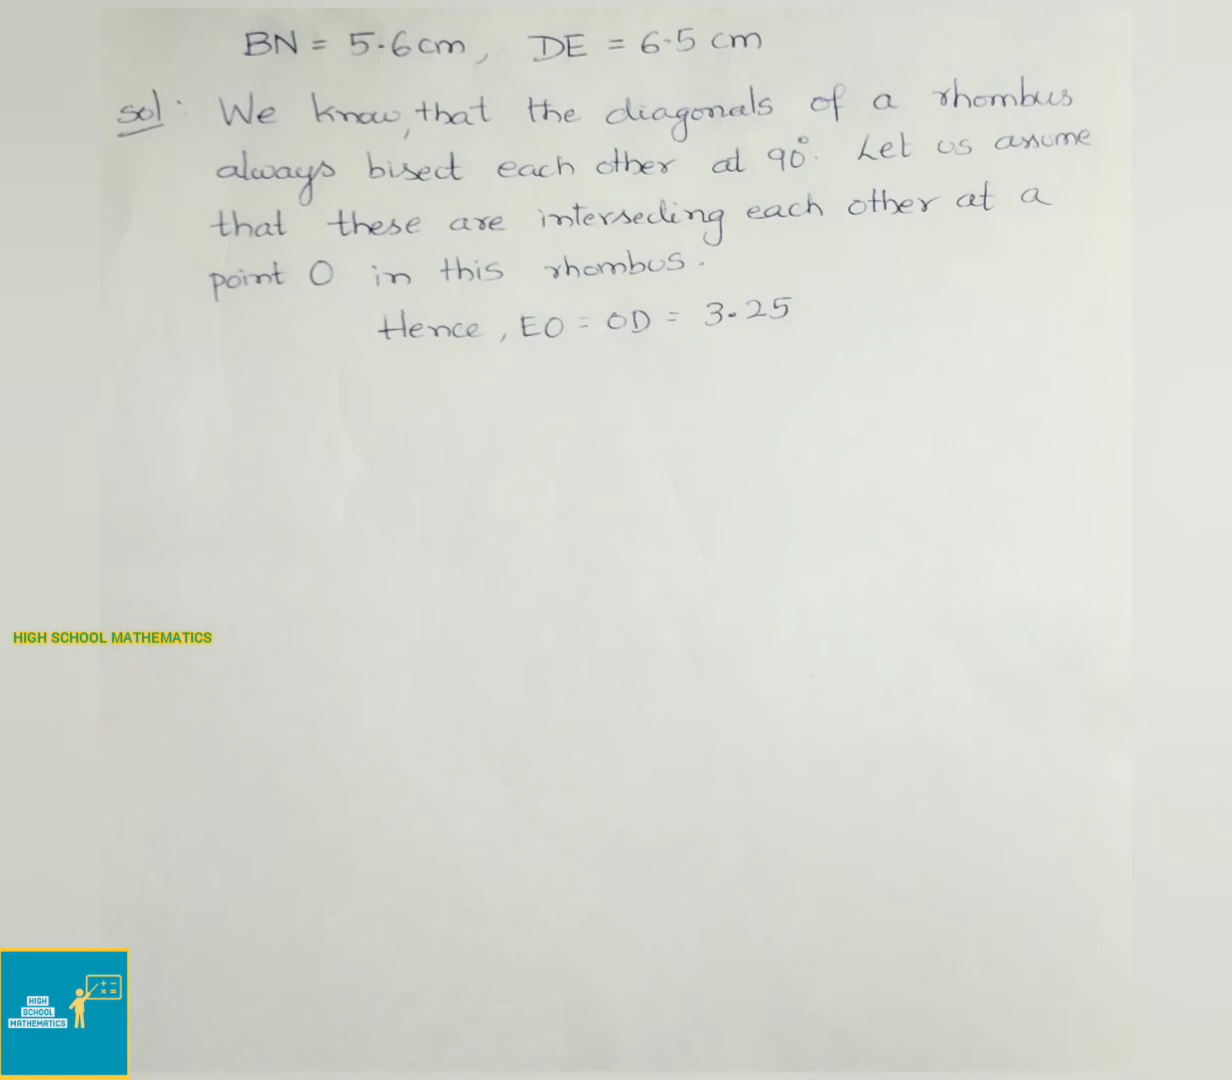 BN = 5.6 cm, DE = 6.5 cm
Sol: We know, that the diagonals of a rhombus
always bisect each other at 90°. Let us assume
that these are intersecting each other at a
point O in this rhombus.
Hence, EO = OD = 3.25
HIGH SCHOOL MATHEMATICS
HIGH
SCHOOL
MATHEMATICS